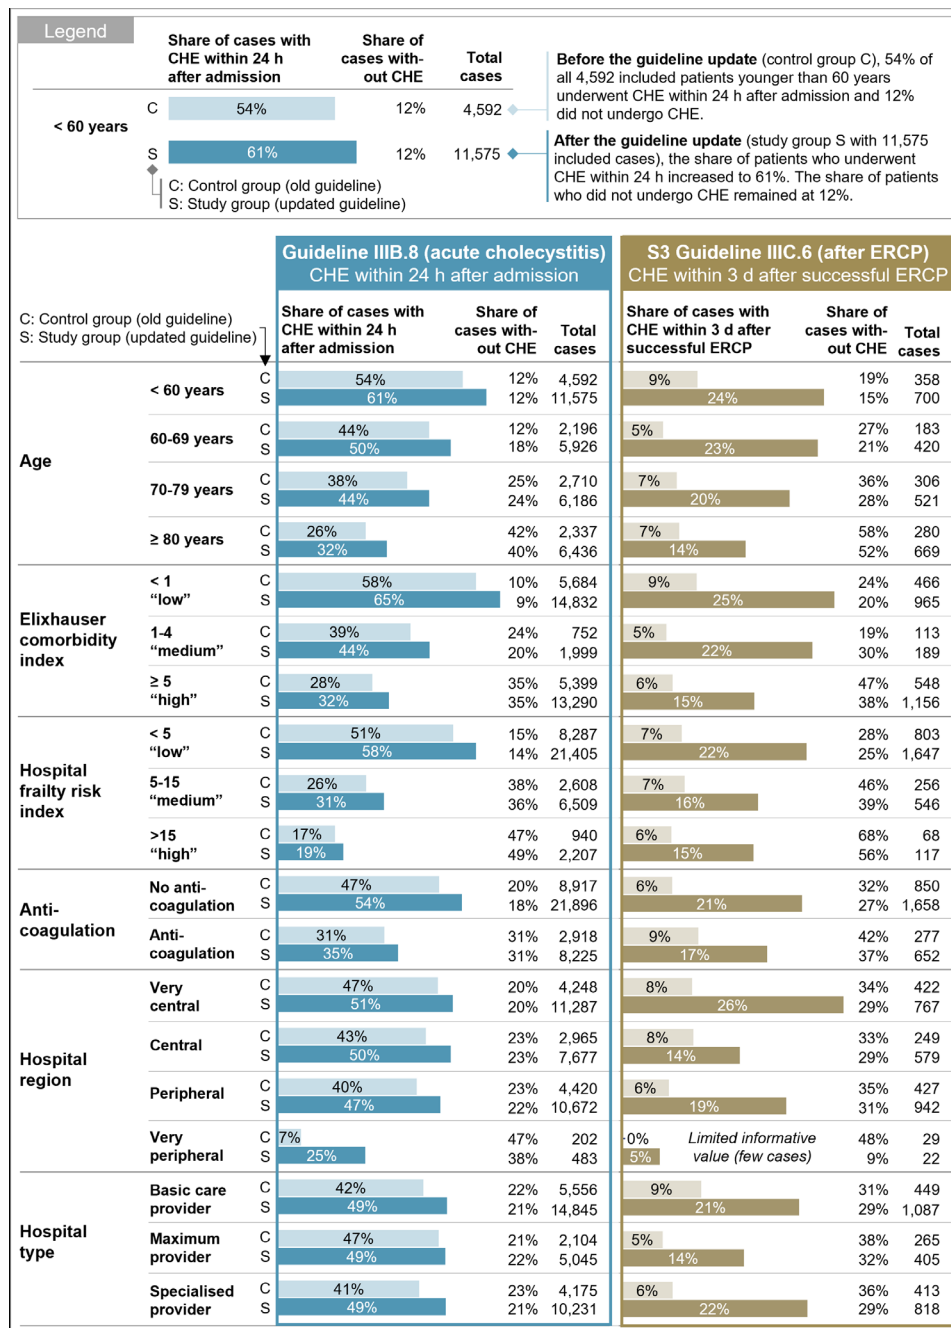 Legend
Share of cases with CHE within 24 h after admission
Share of cases with-out CHE
Total cases
< 60 years
C 54% 12% 4,592
S 61% 12% 11,575
C: Control group (old guideline)
S: Study group (updated guideline)
Before the guideline update (control group C), 54% of
all 4,592 included patients younger than 60 years
underwent CHE within 24 h after admission and 12%
did not undergo CHE.
After the guideline update (study group S with 11,575
included cases), the share of patients who underwent
CHE within 24 h increased to 61%. The share of patients
who did not undergo CHE remained at 12%.
Guideline IIIB.8 (acute cholecystitis)
CHE within 24 h after admission
S3 Guideline IIIC.6 (after ERCP)
CHE within 3 d after successful ERCP
C: Control group (old guideline)
S: Study group (updated guideline)
Share of cases with CHE within 24 h after admission
Share of cases with-out CHE
Total cases
Share of cases with CHE within 3 d after successful ERCP
Share of cases with-out CHE
Total cases
Age
< 60 years
C 54% 12% 4,592 9% 19% 358
S 61% 12% 11,575 24% 15% 700
60-69 years
C 44% 12% 2,196 5% 27% 183
S 50% 18% 5,926 23% 21% 420
70-79 years
C 38% 25% 2,710 7% 36% 306
S 44% 24% 6,186 20% 28% 521
≥ 80 years
C 26% 42% 2,337 7% 58% 280
S 32% 40% 6,436 14% 52% 669
Elixhauser comorbidity index
< 1 "low"
C 58% 10% 5,684 9% 24% 466
S 65% 9% 14,832 25% 20% 965
1-4 "medium"
C 39% 24% 752 5% 19% 113
S 44% 20% 1,999 22% 30% 189
≥ 5 "high"
C 28% 35% 5,399 6% 47% 548
S 32% 35% 13,290 15% 38% 1,156
Hospital frailty risk index
< 5 "low"
C 51% 15% 8,287 7% 28% 803
S 58% 14% 21,405 22% 25% 1,647
5-15 "medium"
C 26% 38% 2,608 7% 46% 256
S 31% 36% 6,509 16% 39% 546
>15 "high"
C 17% 47% 940 6% 68% 68
S 19% 49% 2,207 15% 56% 117
Anti-coagulation
No anti-coagulation
C 47% 20% 8,917 6% 32% 850
S 54% 18% 21,896 21% 27% 1,658
Anti-coagulation
C 31% 31% 2,918 9% 42% 277
S 35% 31% 8,225 17% 37% 652
Hospital region
Very central
C 47% 20% 4,248 8% 34% 422
S 51% 20% 11,287 26% 29% 767
Central
C 43% 23% 2,965 8% 33% 249
S 50% 23% 7,677 14% 29% 579
Peripheral
C 40% 23% 4,420 6% 35% 427
S 47% 22% 10,672 19% 31% 942
Very peripheral
C 7% 47% 202 0% 48% 29
S 25% 38% 483 5% 9% 22
Limited informative
value (few cases)
Hospital type
Basic care provider
C 42% 22% 5,556 9% 31% 449
S 49% 21% 14,845 21% 29% 1,087
Maximum provider
C 47% 21% 2,104 5% 38% 265
S 49% 22% 5,045 14% 32% 405
Specialised provider
C 41% 23% 4,175 6% 36% 413
S 49% 21% 10,231 22% 29% 818